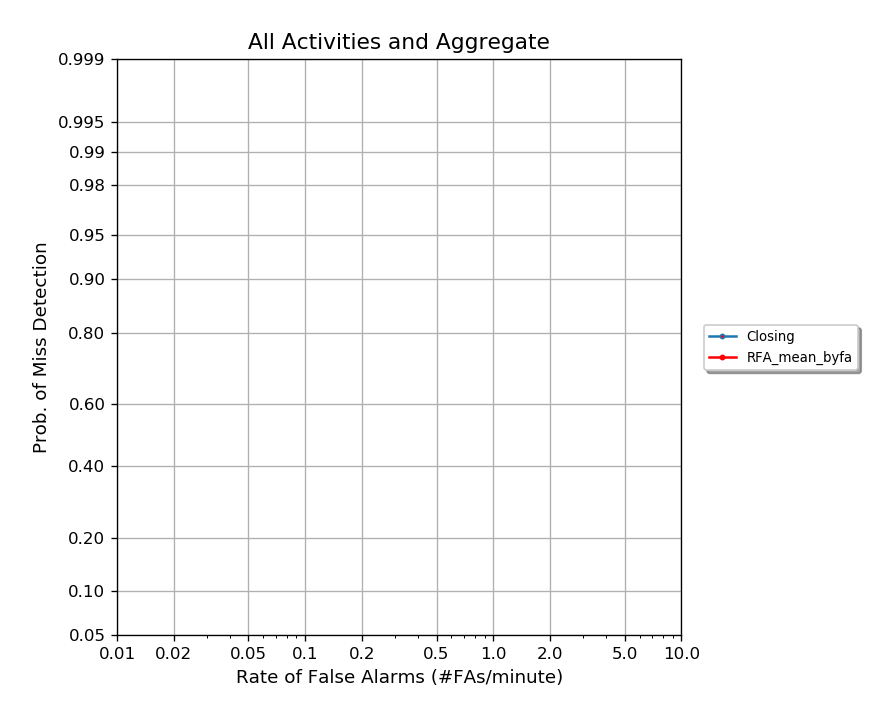 All Activities and Aggregate
0.999
0.995
0.99
0.98
0.95
0.90
0.80
0.60
0.40
0.20
0.10
0.05
Prob. of Miss Detection
0.01 0.02 0.05 0.1 0.2 0.5 1.0 2.0 5.0 10.0
Rate of False Alarms (#FAs/minute)
Closing
RFA_mean_byfa